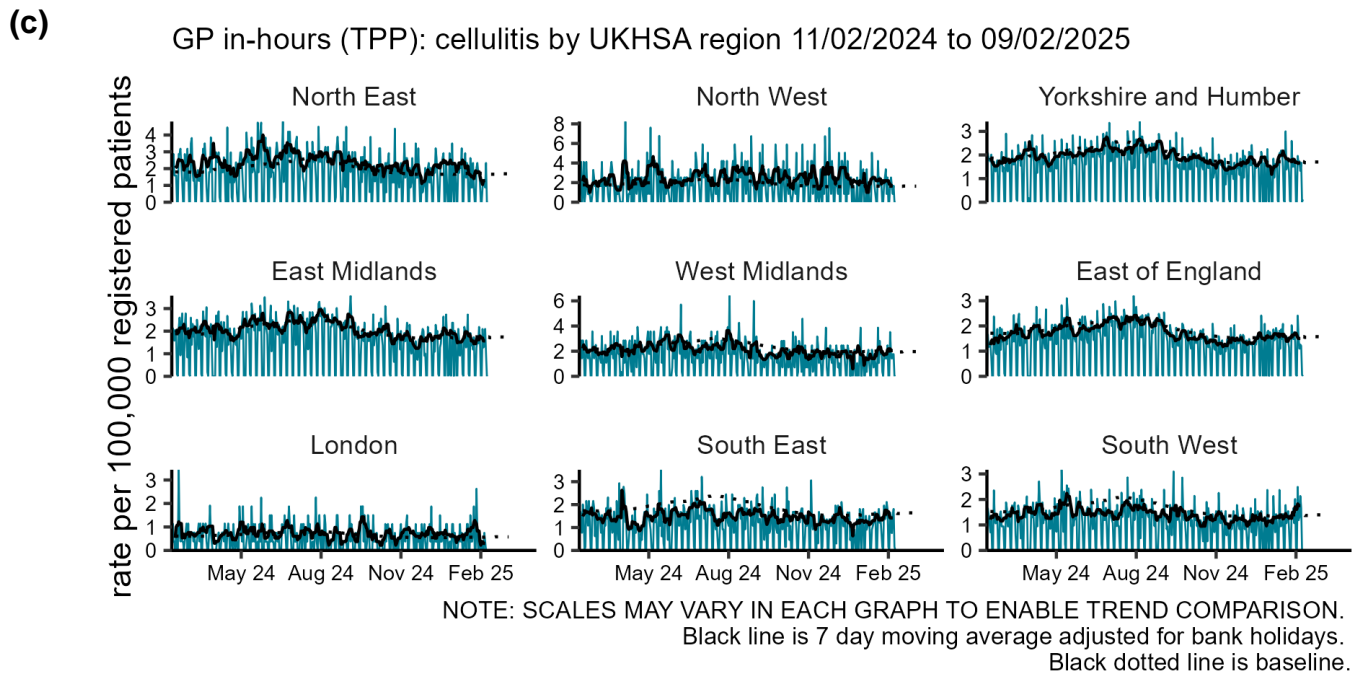 (c)
GP in-hours (TPP): cellulitis by UKHSA region 11/02/2024 to 09/02/2025
rate per 100,000 registered patients
North East
4
3
2
1
0
North West
8
6
4
2
0
Yorkshire and Humber
3
2
1
0
East Midlands
3
2
1
0
West Midlands
6
4
2
0
East of England
3
2
1
0
London
3
2
1
0
May 24 Aug 24 Nov 24 Feb 25
South East
3
2
1
0
May 24 Aug 24 Nov 24 Feb 25
South West
3
2
1
0
May 24 Aug 24 Nov 24 Feb 25
NOTE: SCALES MAY VARY IN EACH GRAPH TO ENABLE TREND COMPARISON.
Black line is 7 day moving average adjusted for bank holidays.
Black dotted line is baseline.